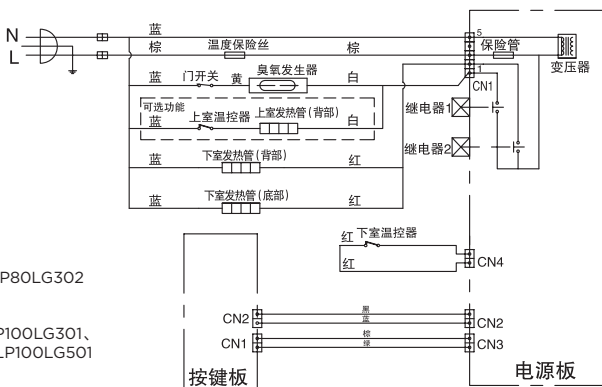 N
L
蓝
棕 温度保险丝 棕
蓝 门开关 黄 臭氧发生器 白
可选功能
蓝 上室温控器 上室发热管(背部) 白
蓝 下室发热管(背部) 红
蓝 下室发热管(底部) 红
5
保险管
变压器
1
CN1
继电器1
继电器2
红 下室温控器
红
CN4
P80LG302
P100LG301、
LP100LG501
CN2 黑 CN2
蓝
CN1 棕 CN3
绿
按键板
电源板